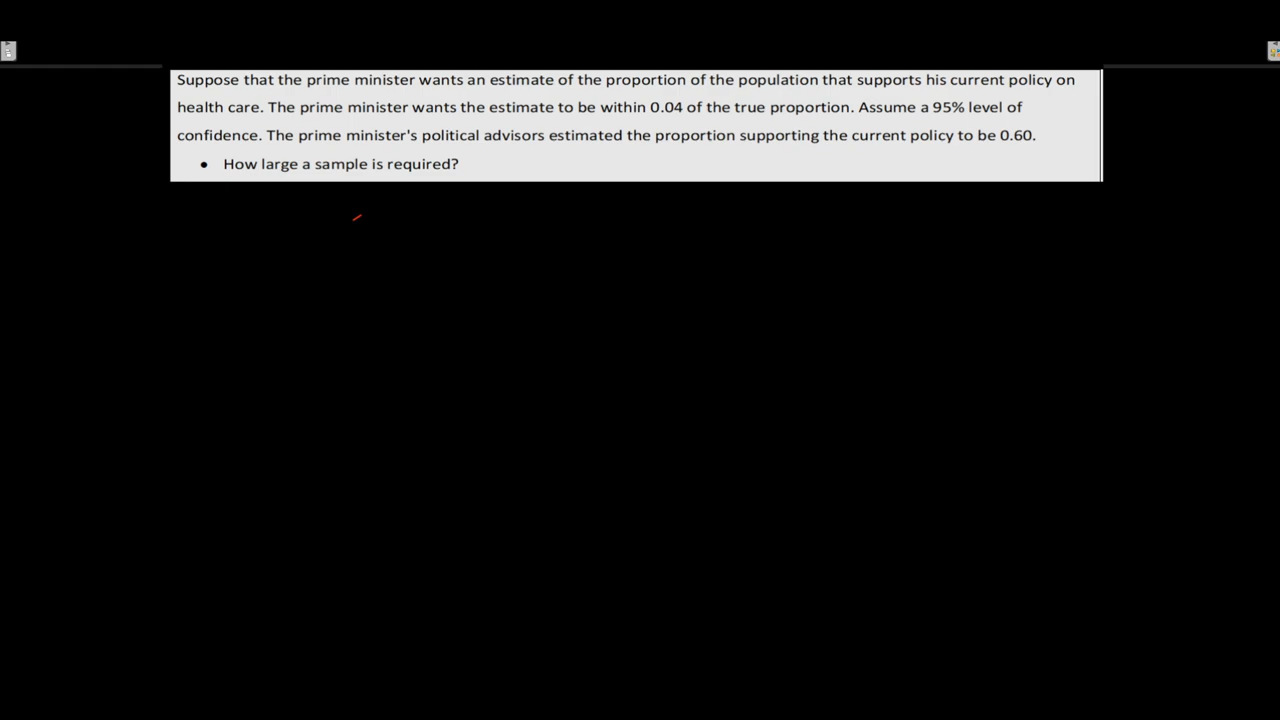 Suppose that the prime minister wants an estimate of the proportion of the population that supports his current policy on
health care. The prime minister wants the estimate to be within 0.04 of the true proportion. Assume a 95% level of
confidence. The prime minister's political advisors estimated the proportion supporting the current policy to be 0.60.
• How large a sample is required?